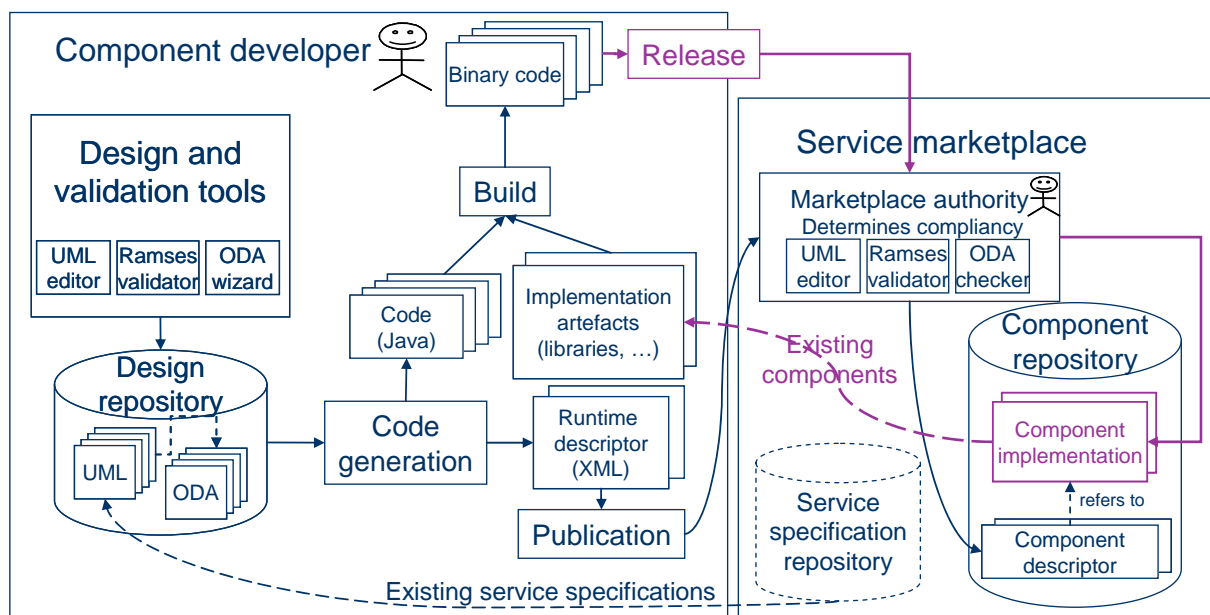 Component developer
Binary code
Release
Design and
validation tools
UML
editor
Ramses
validator
ODA
wizard
Build
Code
(Java)
Implementation
artefacts
(libraries, …)
Design
repository
UML
ODA
Code
generation
Runtime
descriptor
(XML)
Publication
Existing service specifications
Service marketplace
Marketplace authority
Determines compliancy
UML
editor
Ramses
validator
ODA
checker
Existing
components
Component
repository
Component
implementation
refers to
Component
descriptor
Service
specification
repository